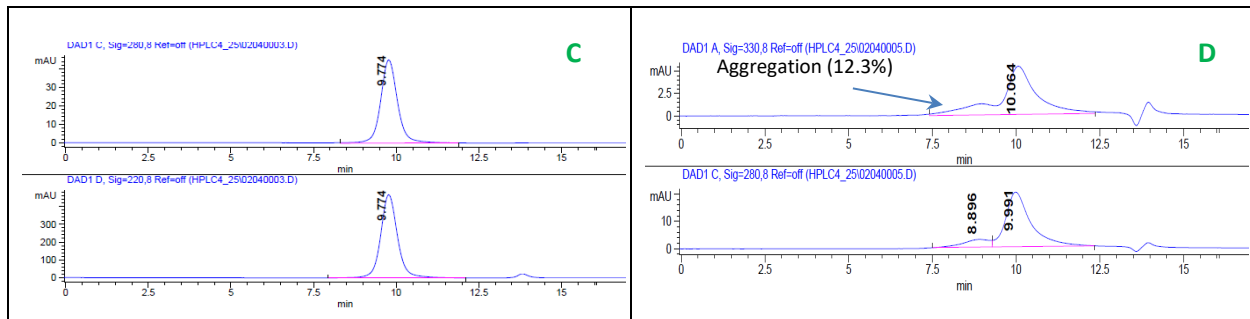 DAD1 C, Sig=280,8 Ref=off (HPLC4_25\02040003.D)
C
mAU
30
20
10
0
9.774
0 2.5 5 7.5 10 12.5 15
min
DAD1 D, Sig=220,8 Ref=off (HPLC4_25\02040003.D)
mAU
300
200
100
0
9.774
0 2.5 5 7.5 10 12.5 15
min
DAD1 A, Sig=330,8 Ref=off (HPLC4_25\02040005.D)
D
Aggregation (12.3%)
mAU
2.5
0
10.064
0 2.5 5 7.5 10 12.5 15
min
DAD1 C, Sig=280,8 Ref=off (HPLC4_25\02040005.D)
mAU
10
0
8.896
9.991
0 2.5 5 7.5 10 12.5 15
min